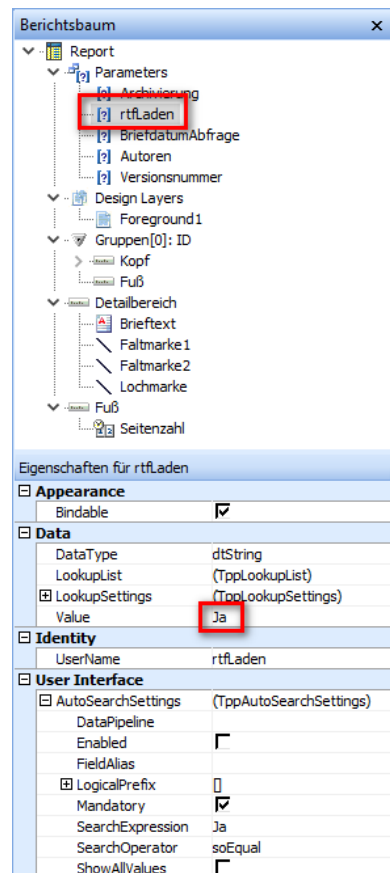 Berichtsbaum
Report
Parameters
Archivierung
rtfLaden
BriefdatumAbfrage
Autoren
Versionsnummer
Design Layers
Foreground1
Gruppen[0]: ID
Kopf
Fuß
Detailbereich
Brieftext
Faltmarke1
Faltmarke2
Lochmarke
Fuß
Seitenzahl
Eigenschaften für rtfLaden
Appearance
Bindable
Data
DataType dtString
LookupList (TppLookupList)
LookupSettings (TppLookupSettings)
Value Ja
Identity
UserName rtfLaden
User Interface
AutoSearchSettings (TppAutoSearchSettings)
DataPipeline
Enabled
FieldAlias
LogicalPrefix []
Mandatory
SearchExpression Ja
SearchOperator soEqual
ShowAllValues